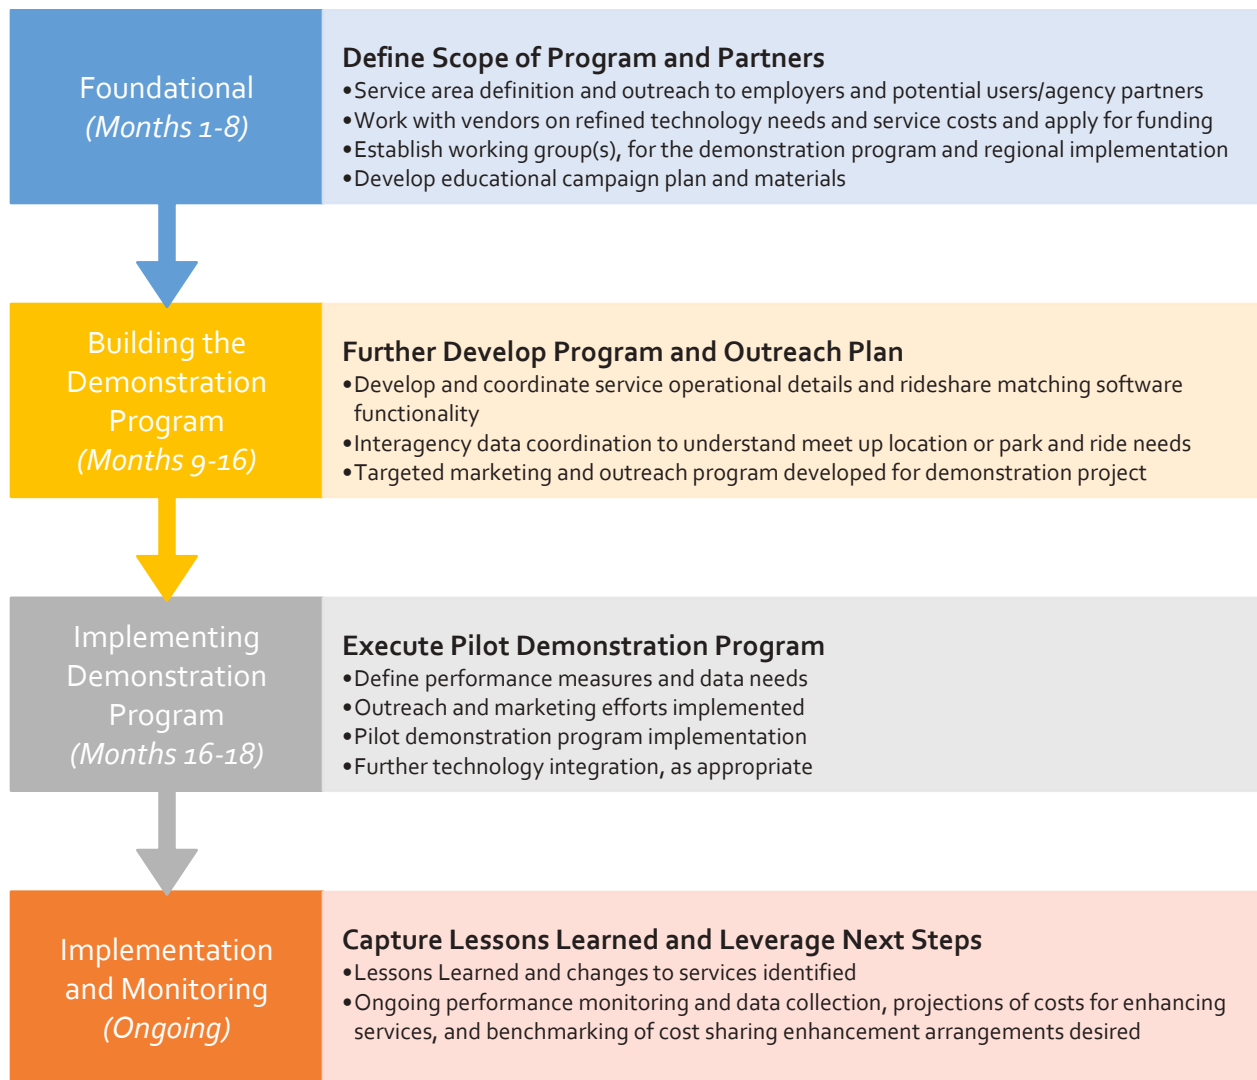 Foundational
(Months 1-8)
Define Scope of Program and Partners
•Service area definition and outreach to employers and potential users/agency partners
•Work with vendors on refined technology needs and service costs and apply for funding
•Establish working group(s), for the demonstration program and regional implementation
•Develop educational campaign plan and materials
Building the
Demonstration
Program
(Months 9-16)
Further Develop Program and Outreach Plan
•Develop and coordinate service operational details and rideshare matching software
functionality
•Interagency data coordination to understand meet up location or park and ride needs
•Targeted marketing and outreach program developed for demonstration project
Implementing
Demonstration
Program
(Months 16-18)
Execute Pilot Demonstration Program
•Define performance measures and data needs
•Outreach and marketing efforts implemented
•Pilot demonstration program implementation
•Further technology integration, as appropriate
Implementation
and Monitoring
(Ongoing)
Capture Lessons Learned and Leverage Next Steps
•Lessons Learned and changes to services identified
•Ongoing performance monitoring and data collection, projections of costs for enhancing
services, and benchmarking of cost sharing enhancement arrangements desired